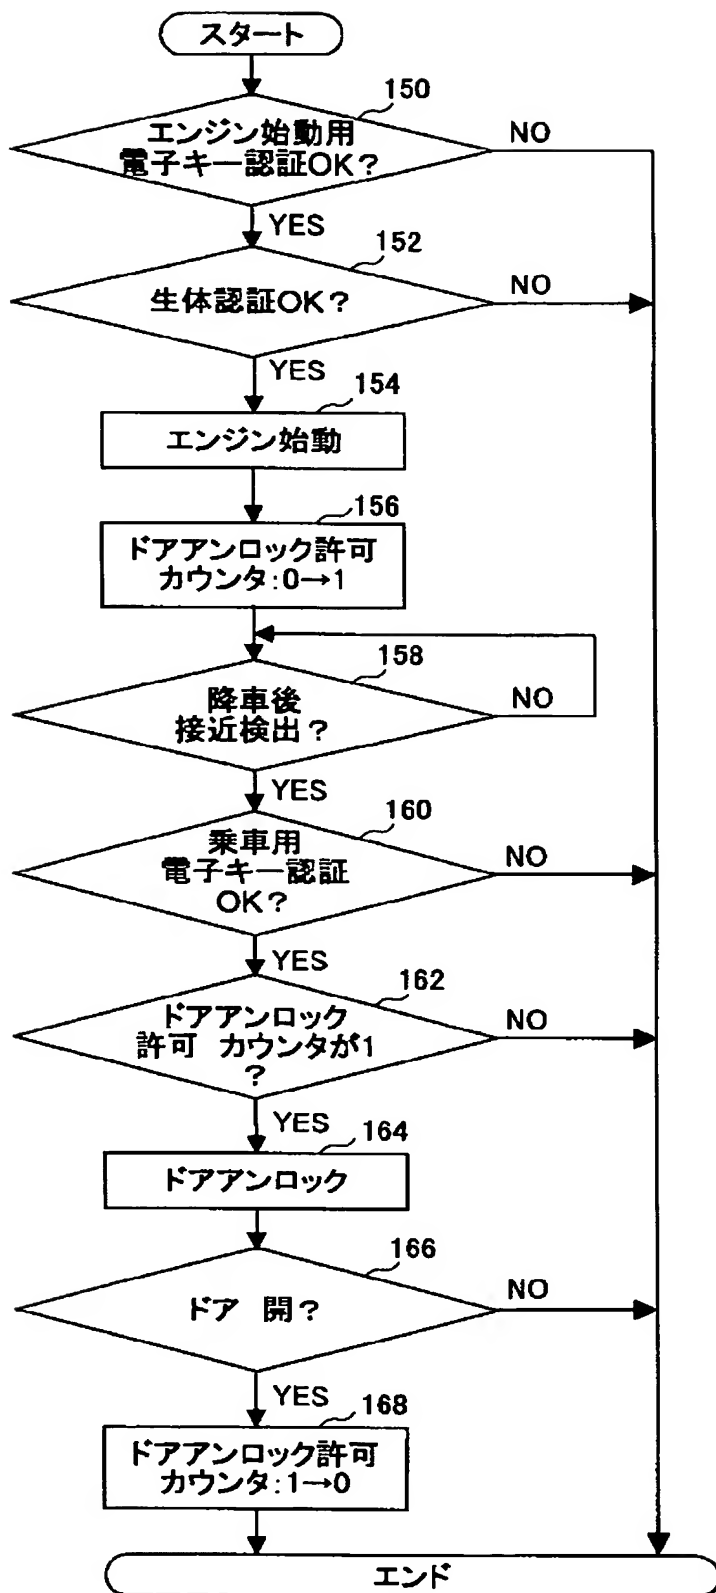 スタート
150
エンジン始動用
電子キー認証OK?
NO
YES
152
生体認証OK?
NO
YES
154
エンジン始動
156
ドアアンロック許可
カウンタ:0→1
158
降車後
接近検出?
NO
YES
160
乗車用
電子キー認証
OK?
NO
YES
162
ドアアンロック
許可 カウンタが1
?
NO
YES
164
ドアアンロック
166
ドア 開?
NO
YES
168
ドアアンロック許可
カウンタ:1→0
エンド